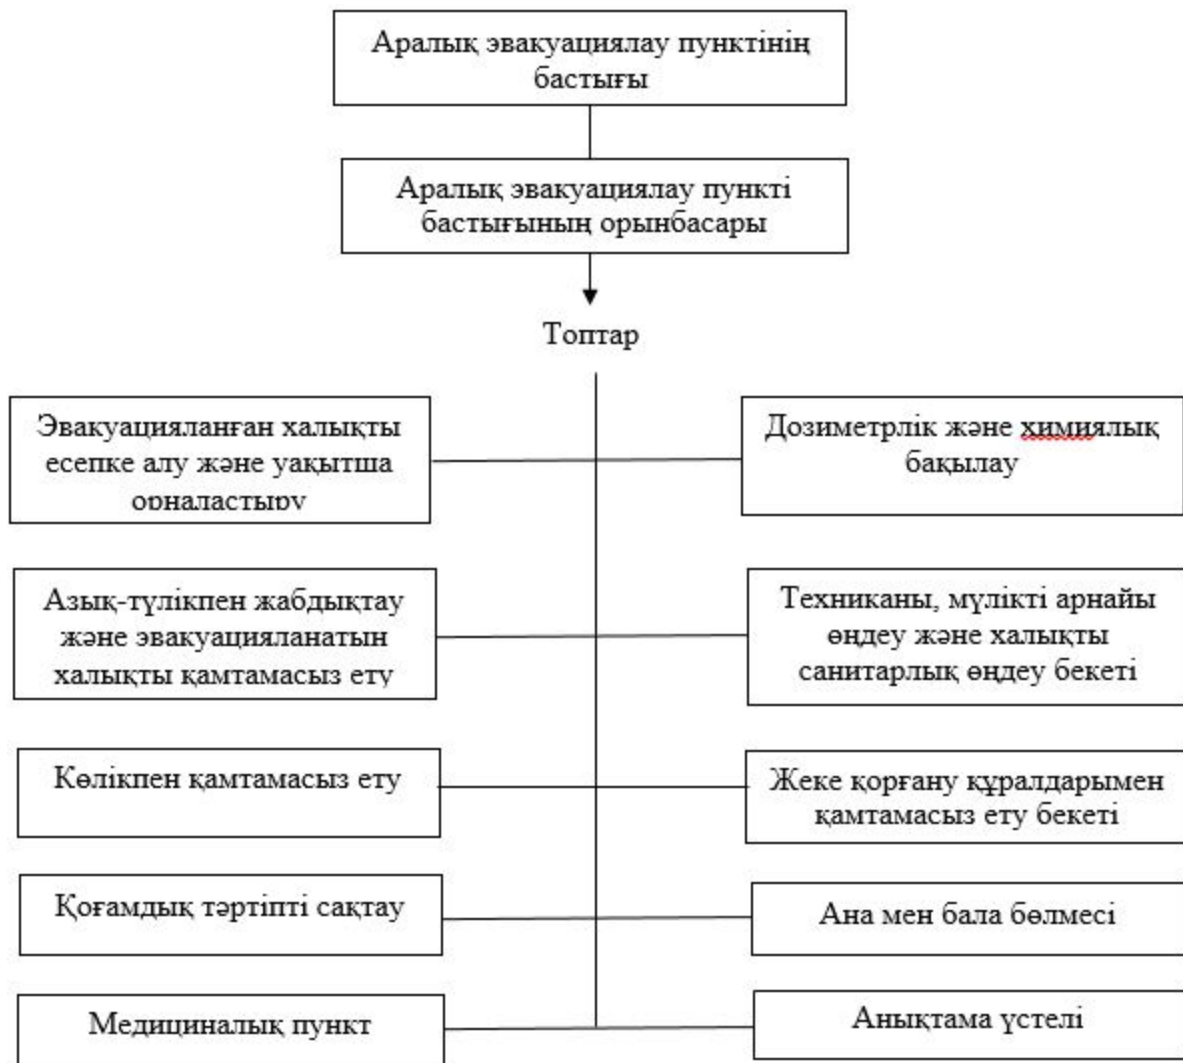 Аралық эвакуациялау пунктінің
бастығы
Аралық эвакуациялау пункті
бастығының орынбасары
Топтар
Эвакуацияланған халықты
есепке алу және уақытша
орналастыру
Дозиметрлік және химиялық
бақылау
Азық-түлікпен жабдықтау
және эвакуацияланатын
халықты қамтамасыз ету
Техниканы, мүлікті арнайы
өңдеу және халықты
санитарлық өңдеу бекеті
Көлікпен қамтамасыз ету
Жеке қорғану құралдарымен
қамтамасыз ету бекеті
Қоғамдық тәртіпті сақтау
Ана мен бала бөлмесі
Медициналық пункт
Анықтама үстелі